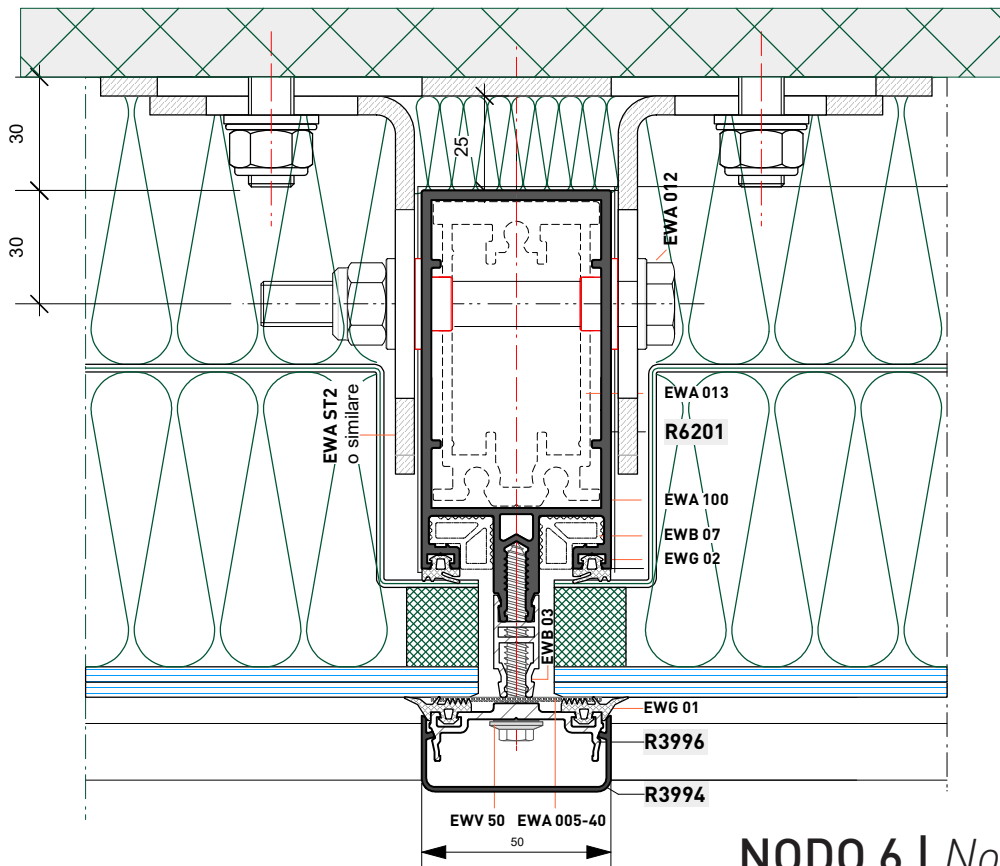 30
25
EWA 012
30
EWA ST2
o similare
EWA 013
R6201
EWA 100
EWB 07
EWG 02
EWB 03
EWG 01
R3996
R3994
EWV 50 EWA 005-40
50
NODO 6 | No